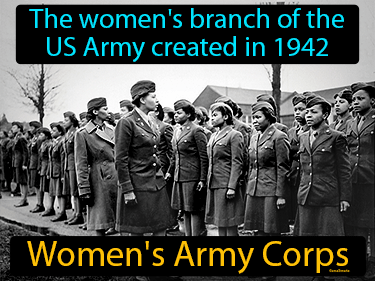 The women's branch of the
US Army created in 1942
Women's Army Corps